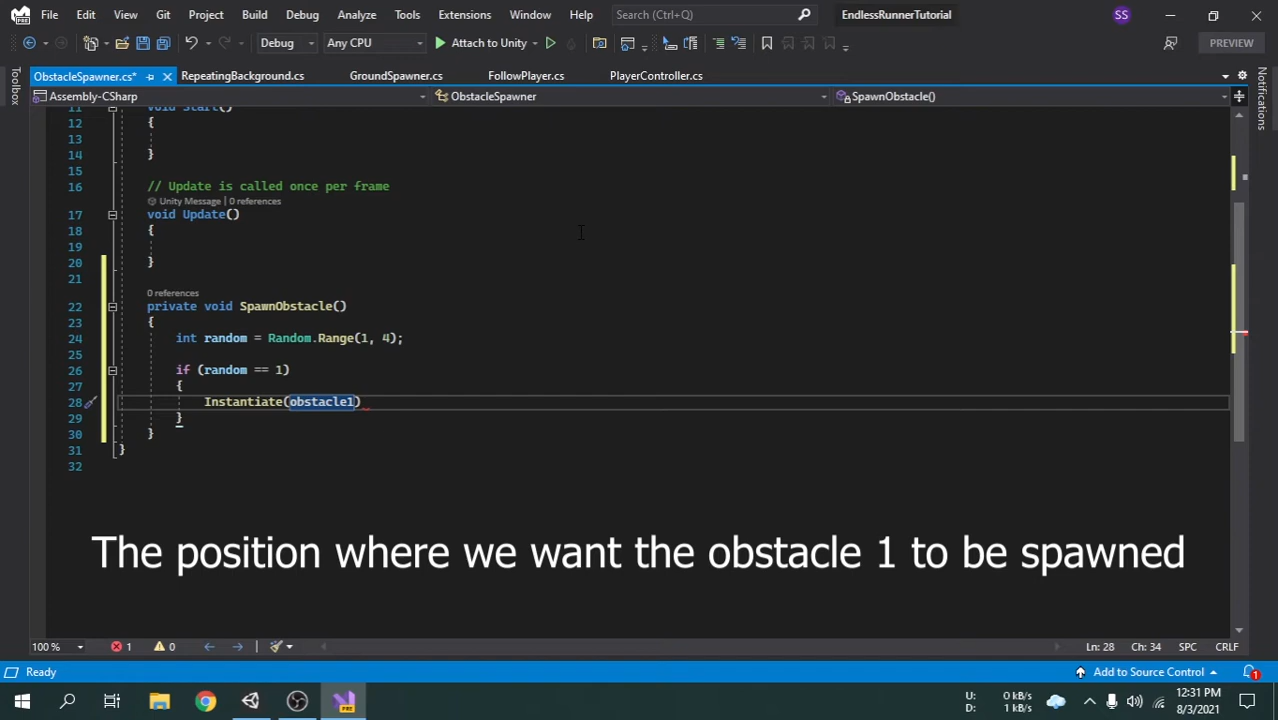 File Edit View Git Project Build Debug Analyze Tools Extensions Window Help Search (Ctrl+Q) EndlessRunnerTutorial SS
Debug Any CPU Attach to Unity PREVIEW
ObstacleSpawner.cs* RepeatingBackground.cs GroundSpawner.cs FollowPlayer.cs PlayerController.cs
Assembly-CSharp ObstacleSpawner SpawnObstacle()
Toolbox
Notifications
11 void Start()
12 {
13
14 }
15
16 // Update is called once per frame
Unity Message | 0 references
17 void Update()
18 {
19
20 }
21
0 references
22 private void SpawnObstacle()
23 {
24 int random = Random.Range(1, 4);
25
26 if (random == 1)
27 {
28 Instantiate(obstacle1)
29 }
30 }
31 }
32
The position where we want the obstacle 1 to be spawned
100 % 1 0 Ln: 28 Ch: 34 SPC CRLF
Ready Add to Source Control 1
U: 0 kB/s 12:31 PM
D: 1 kB/s 8/3/2021